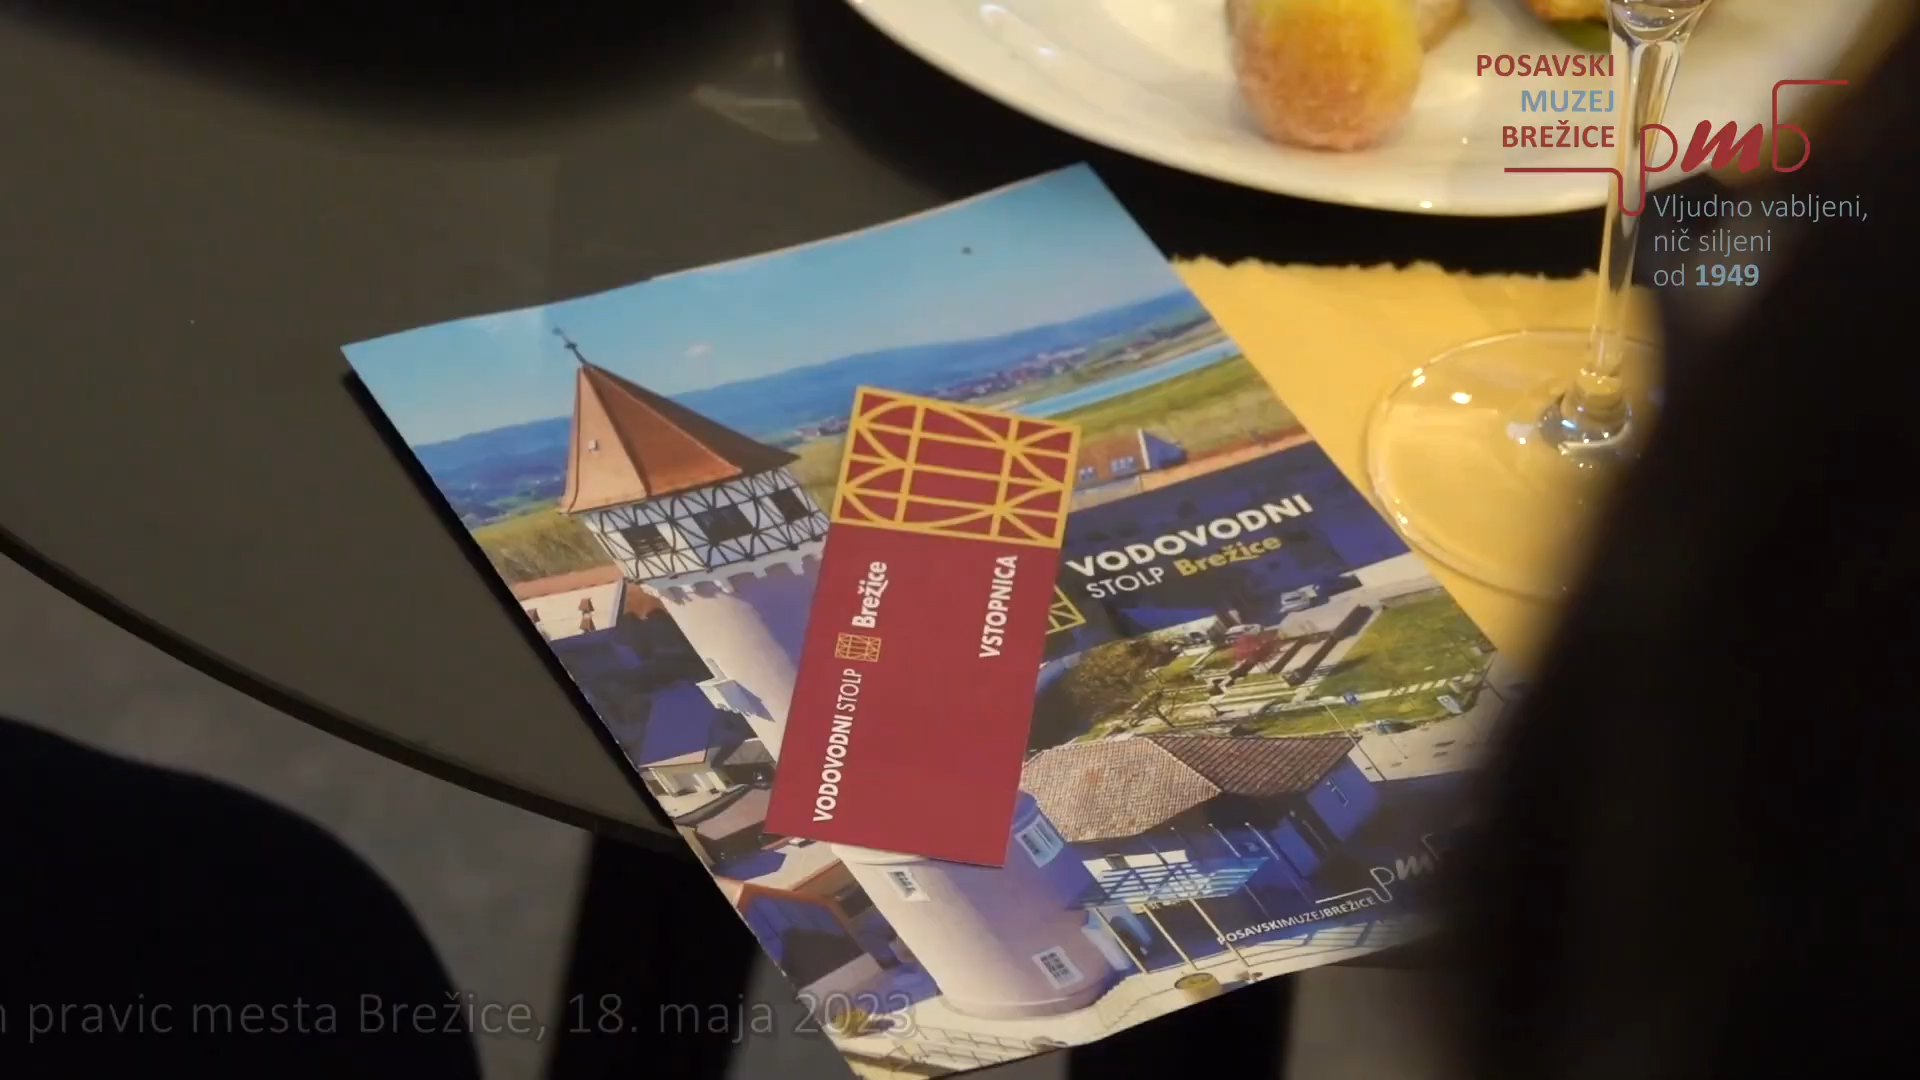 POSAVSKI
MUZEJ
BREŽICE
pmb
Vljudno vabljeni,
nič siljeni
od 1949
VODOVODNI
STOLP Brežice
VODOVODNI STOLP Brežice
VSTOPNICA
POSAVSKIMUZEJBREŽICE
pmb
pravic mesta Brežice, 18. maja 2023